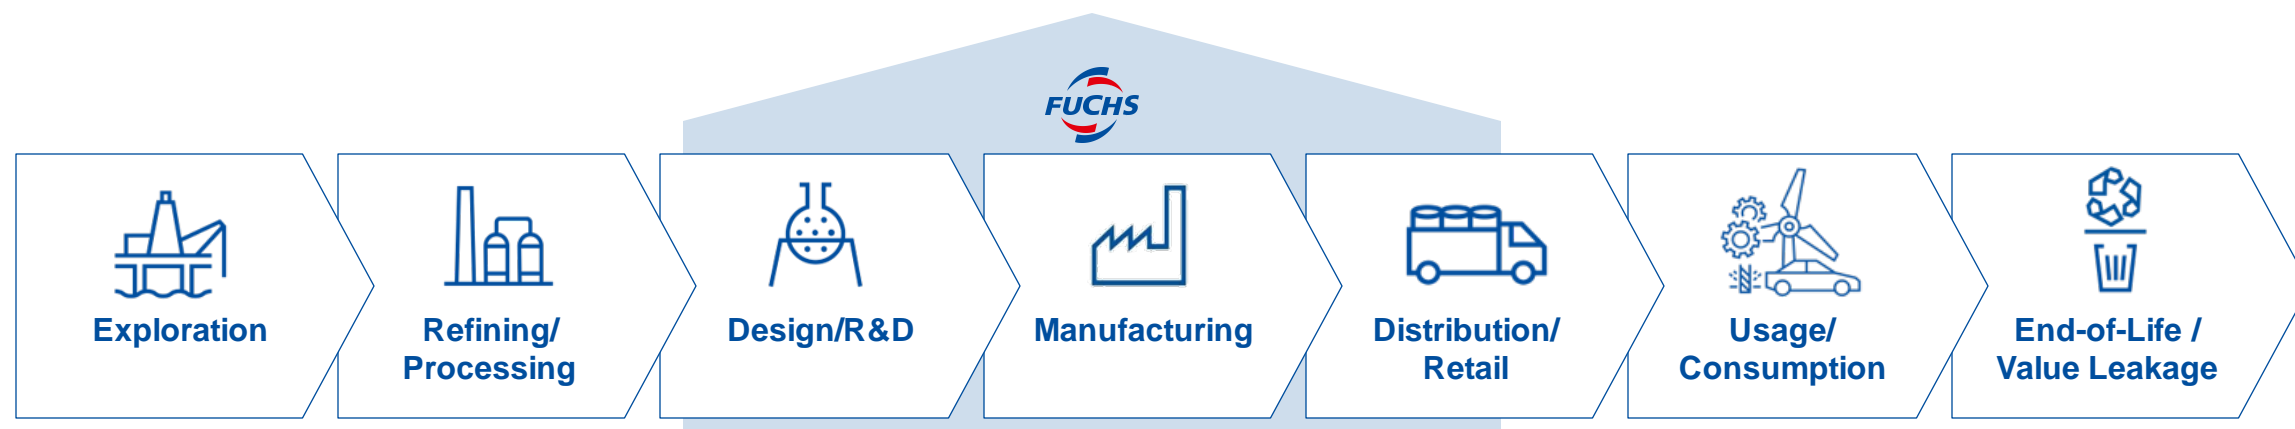 FUCHS
Exploration
Refining/
Processing
Design/R&D
Manufacturing
Distribution/
Retail
Usage/
Consumption
End-of-Life /
Value Leakage